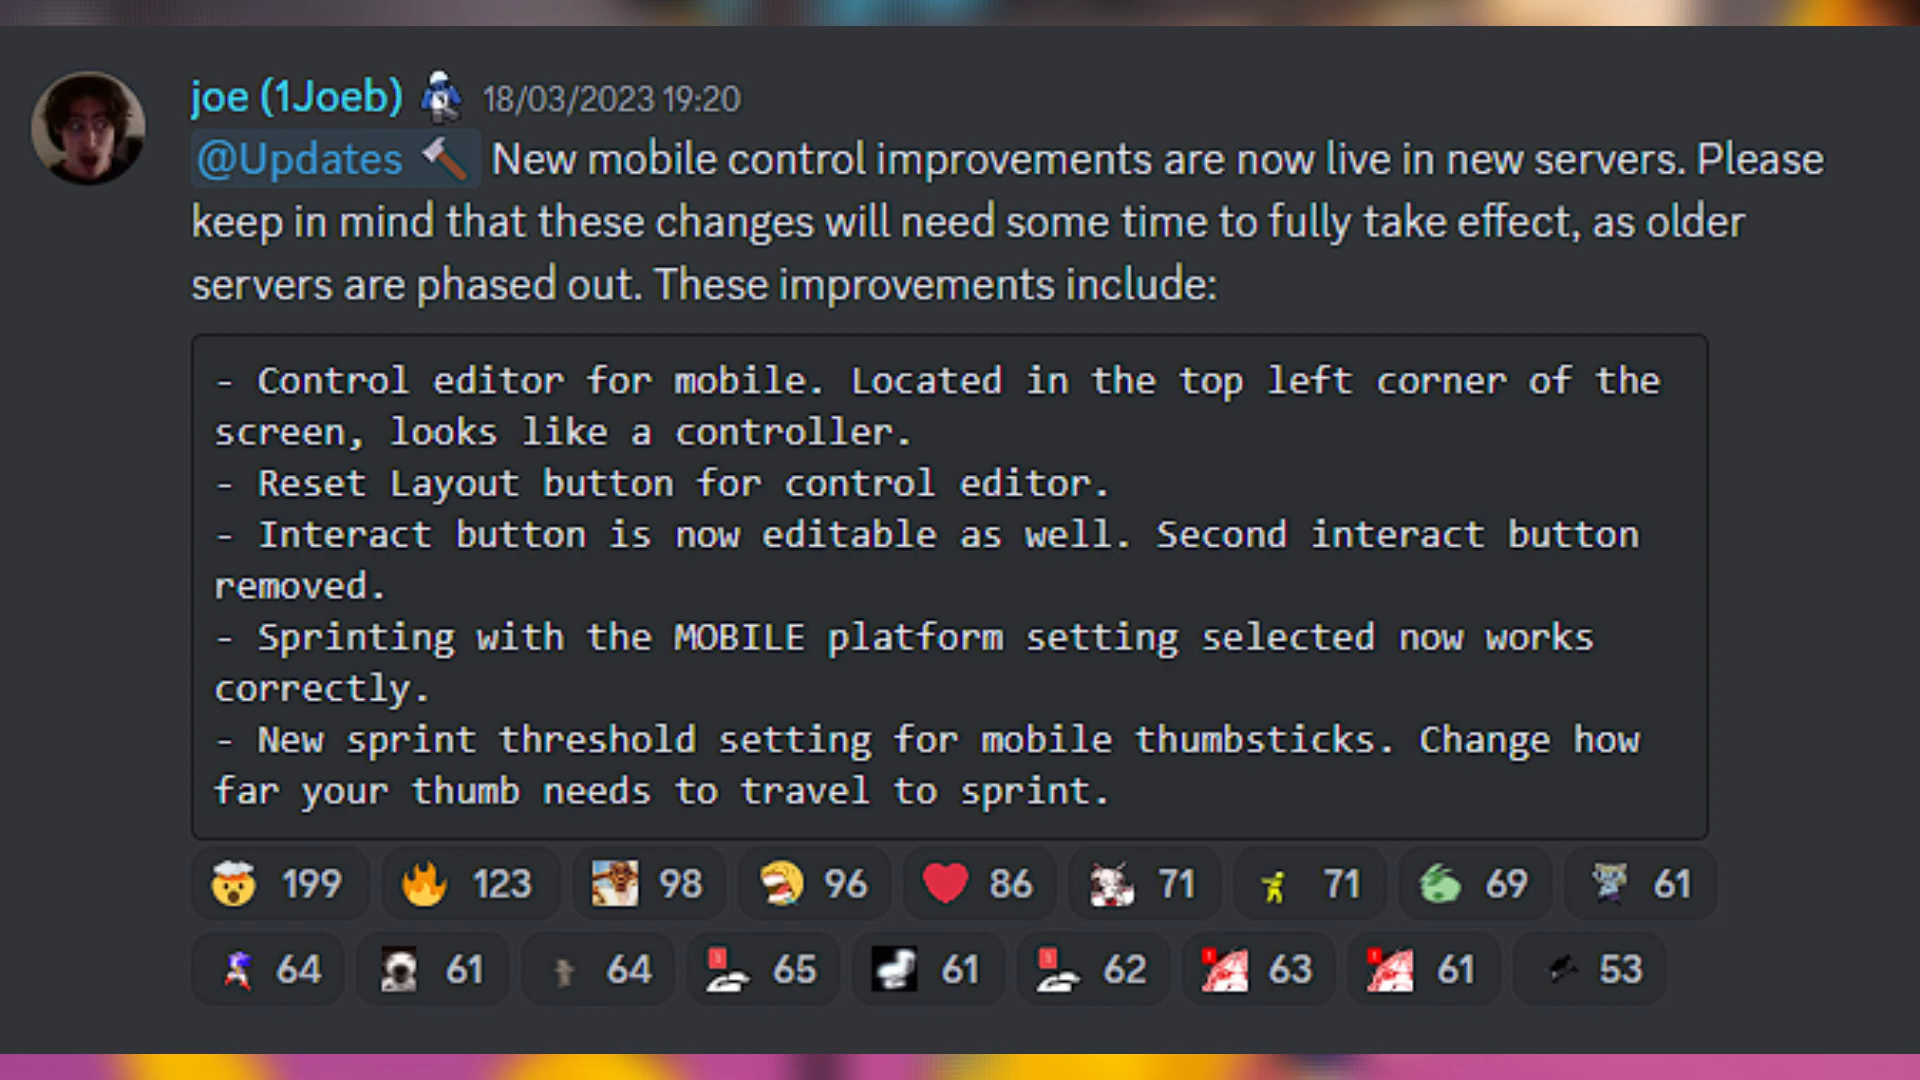 joe (1Joeb) 18/03/2023 19:20
@Updates 🔨 New mobile control improvements are now live in new servers. Please
keep in mind that these changes will need some time to fully take effect, as older
servers are phased out. These improvements include:
- Control editor for mobile. Located in the top left corner of the
screen, looks like a controller.
- Reset Layout button for control editor.
- Interact button is now editable as well. Second interact button
removed.
- Sprinting with the MOBILE platform setting selected now works
correctly.
- New sprint threshold setting for mobile thumbsticks. Change how
far your thumb needs to travel to sprint.
199 123 98 96 86 71 71 69 61
64 61 64 65 61 62 63 61 53